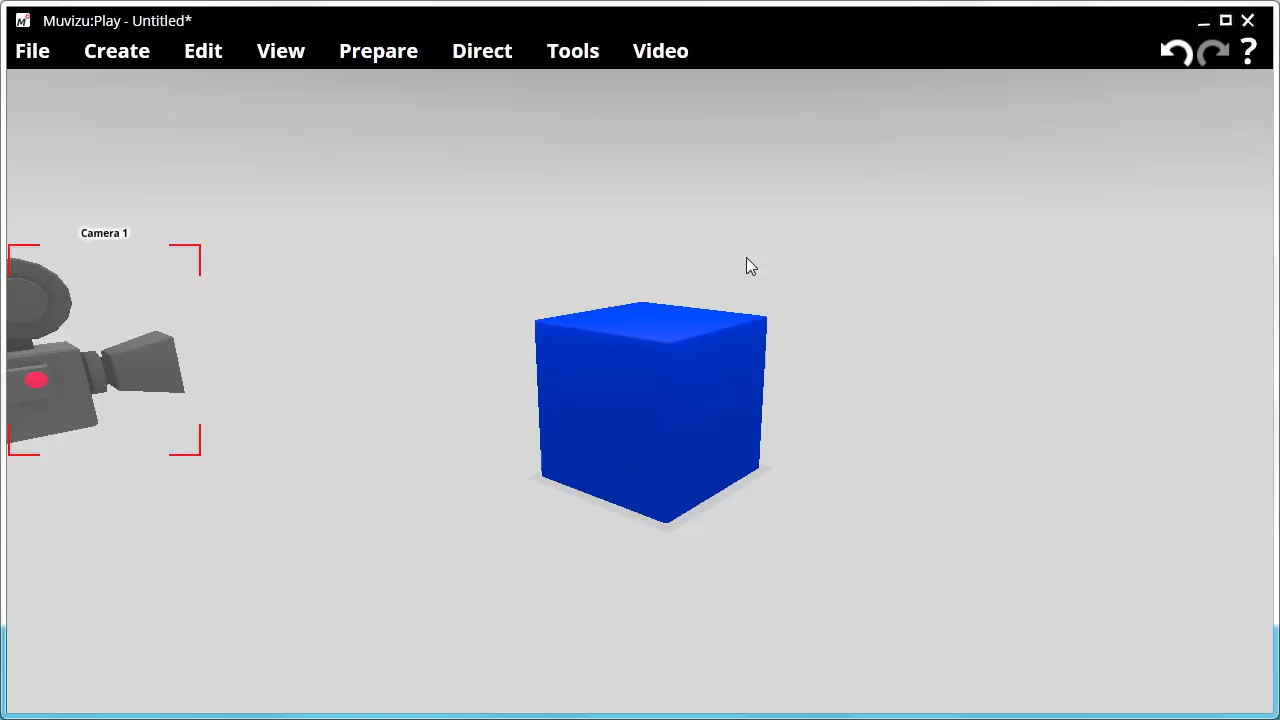 Muvizu:Play - Untitled*
File Create Edit View Prepare Direct Tools Video ?
Camera 1